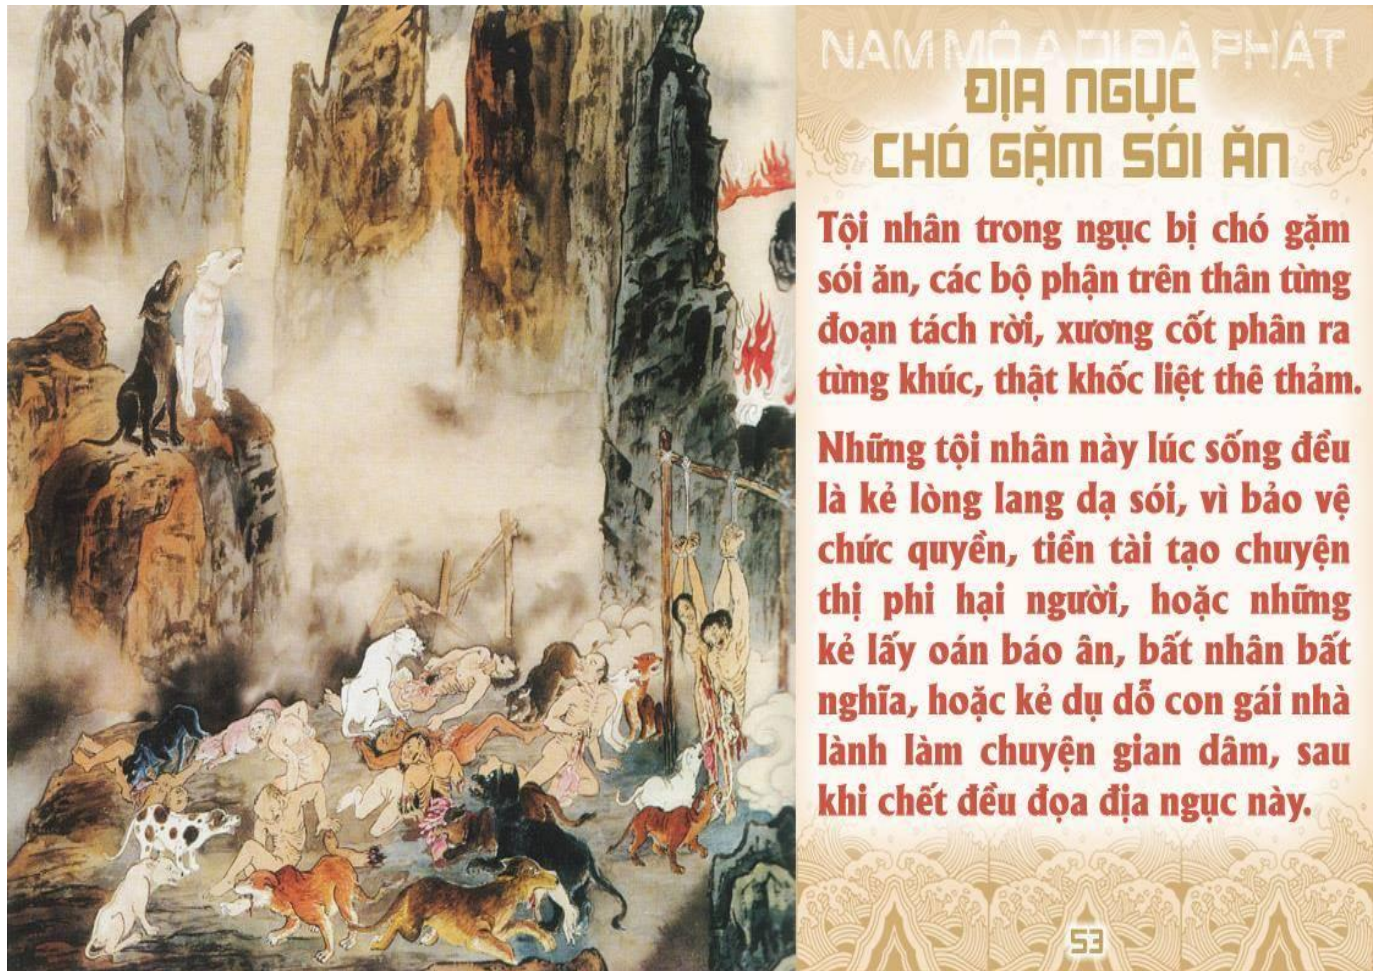 NAM MÔ A DI ĐÀ PHẬT
ĐỊA NGỤC
CHÓ GẶM SÓI ĂN
Tội nhân trong ngục bị chó gặm
sói ăn, các bộ phận trên thân từng
đoạn tách rời, xương cốt phân ra
từng khúc, thật khốc liệt thê thảm.
Những tội nhân này lúc sống đều
là kẻ lòng lang dạ sói, vì bảo vệ
chức quyền, tiền tài tạo chuyện
thị phi hại người, hoặc những
kẻ lấy oán báo ân, bất nhân bất
nghĩa, hoặc kẻ dụ dỗ con gái nhà
lành làm chuyện gian dâm, sau
khi chết đều đọa địa ngục này.
53